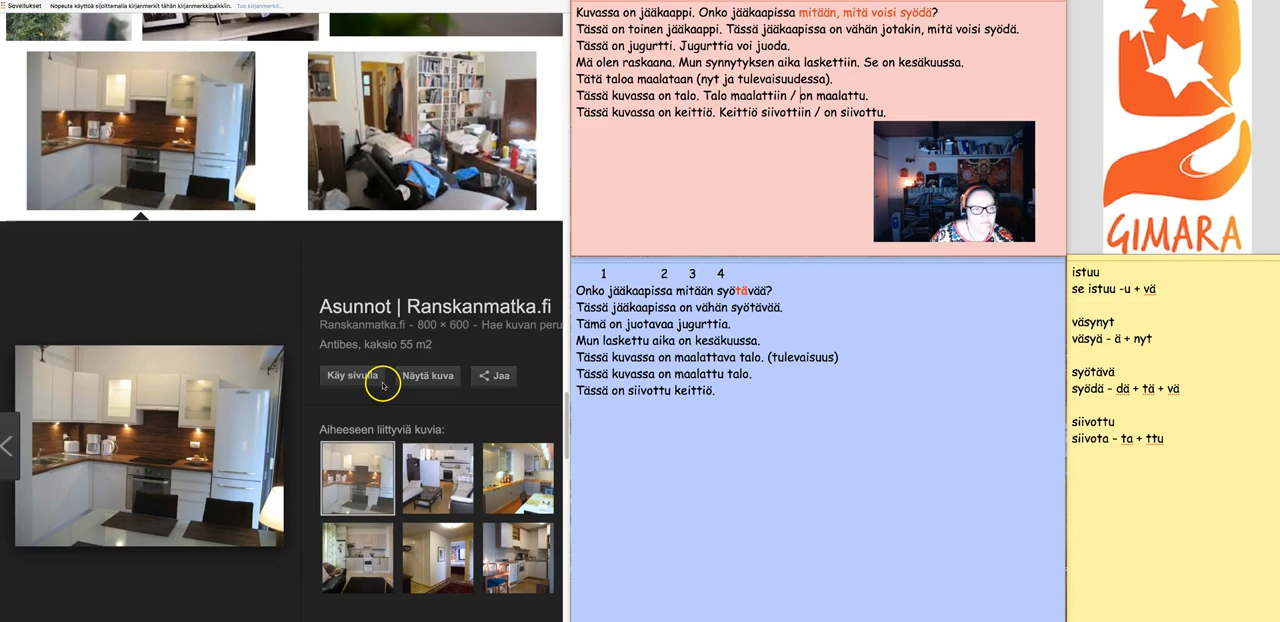 Sovellukset Nopeuta käyttöä sijoittamalla kirjanmerkit tähän kirjanmerkkipalkkiin. Tuo kirjanmerkit..
Asunnot | Ranskanmatka.fi
Ranskanmatka.fi - 800 × 600 - Hae kuvan peru
Antibes, kaksio 55 m2
Käy sivulla Näytä kuva Jaa
Aiheeseen liittyviä kuvia:
Kuvassa on jääkaappi. Onko jääkaapissa mitään, mitä voisi syödä?
Tässä on toinen jääkaappi. Tässä jääkaapissa on vähän jotakin, mitä voisi syödä.
Tässä on jugurtti. Jugurttia voi juoda.
Mä olen raskaana. Mun synnytyksen aika laskettiin. Se on kesäkuussa.
Tätä taloa maalataan (nyt ja tulevaisuudessa).
Tässä kuvassa on talo. Talo maalattiin / on maalattu.
Tässä kuvassa on keittiö. Keittiö siivottiin / on siivottu.
1 2 3 4
Onko jääkaapissa mitään syötävää?
Tässä jääkaapissa on vähän syötävää.
Tämä on juotavaa jugurttia.
Mun laskettu aika on kesäkuussa.
Tässä kuvassa on maalattava talo. (tulevaisuus)
Tässä kuvassa on maalattu talo.
Tässä on siivottu keittiö.
GIMARA
istuu
se istuu -u + vä
väsynyt
väsyä - ä + nyt
syötävä
syödä - dä + tä + vä
siivottu
siivota - ta + ttu